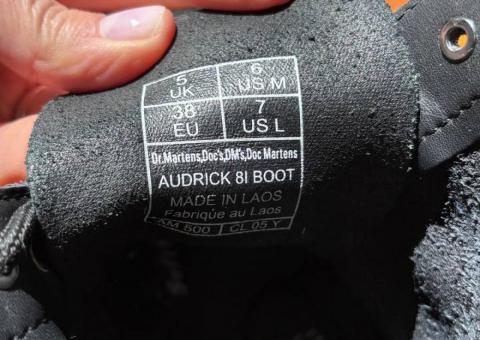 5 UK 6 US M
38 EU 7 US L
Dr.Martens,Doc's,DM's,Doc Martens
AUDRICK 8I BOOT
MADE IN LAOS
Fabriqué au Laos
XM 500 CL 05 Y